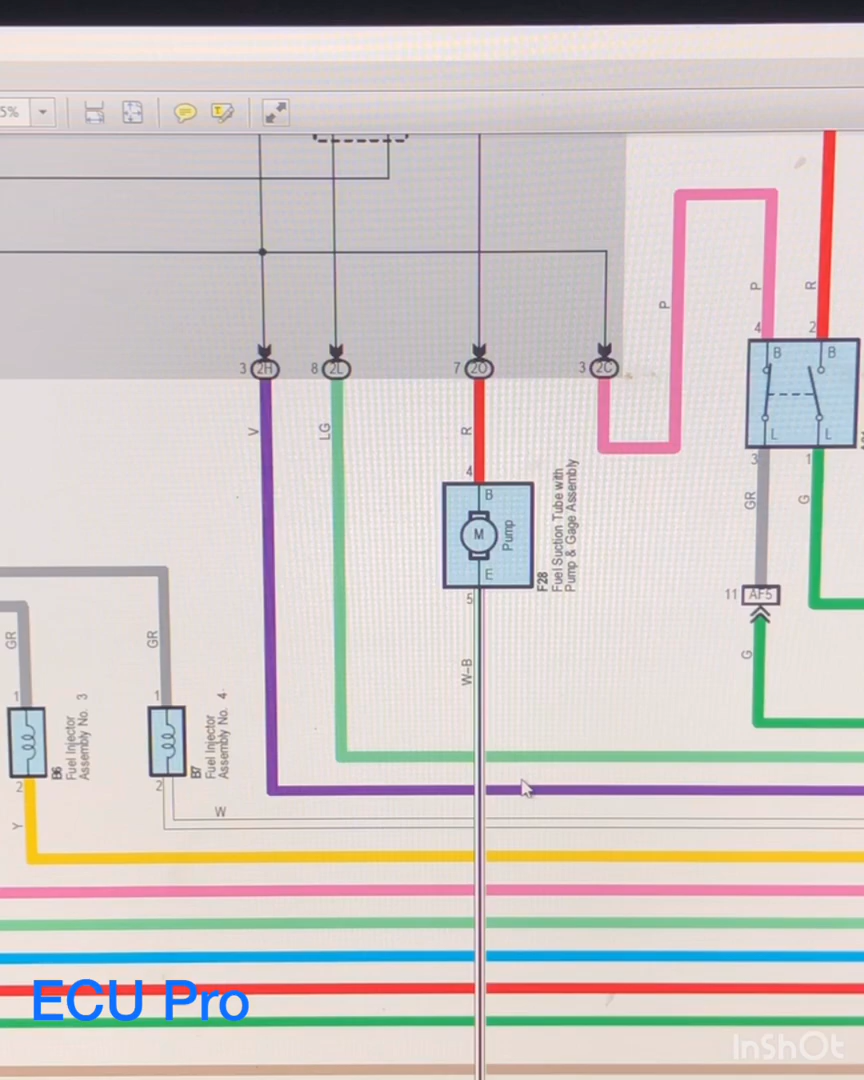 5%
3 2H
8 2L
7 2O
3 2C
V
LG
R
P
P
R
4
2
B
B
L
L
3
1
GR
G
11 AF5
G
4
B
M
Pump
E
5
F28
Fuel Suction Tube with
Pump & Gage Assembly
W-B
GR
GR
1
2
B6
Fuel Injector
Assembly No. 3
1
2
B7
Fuel Injector
Assembly No. 4
Y
W
ECU Pro
InShOt